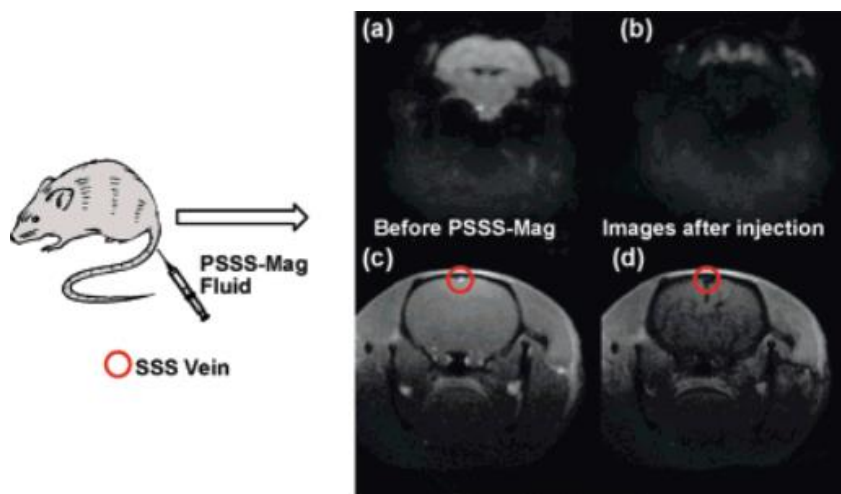 (a)
(b)
Before PSSS-Mag
Images after injection
PSSS-Mag
Fluid
(c)
(d)
SSS Vein